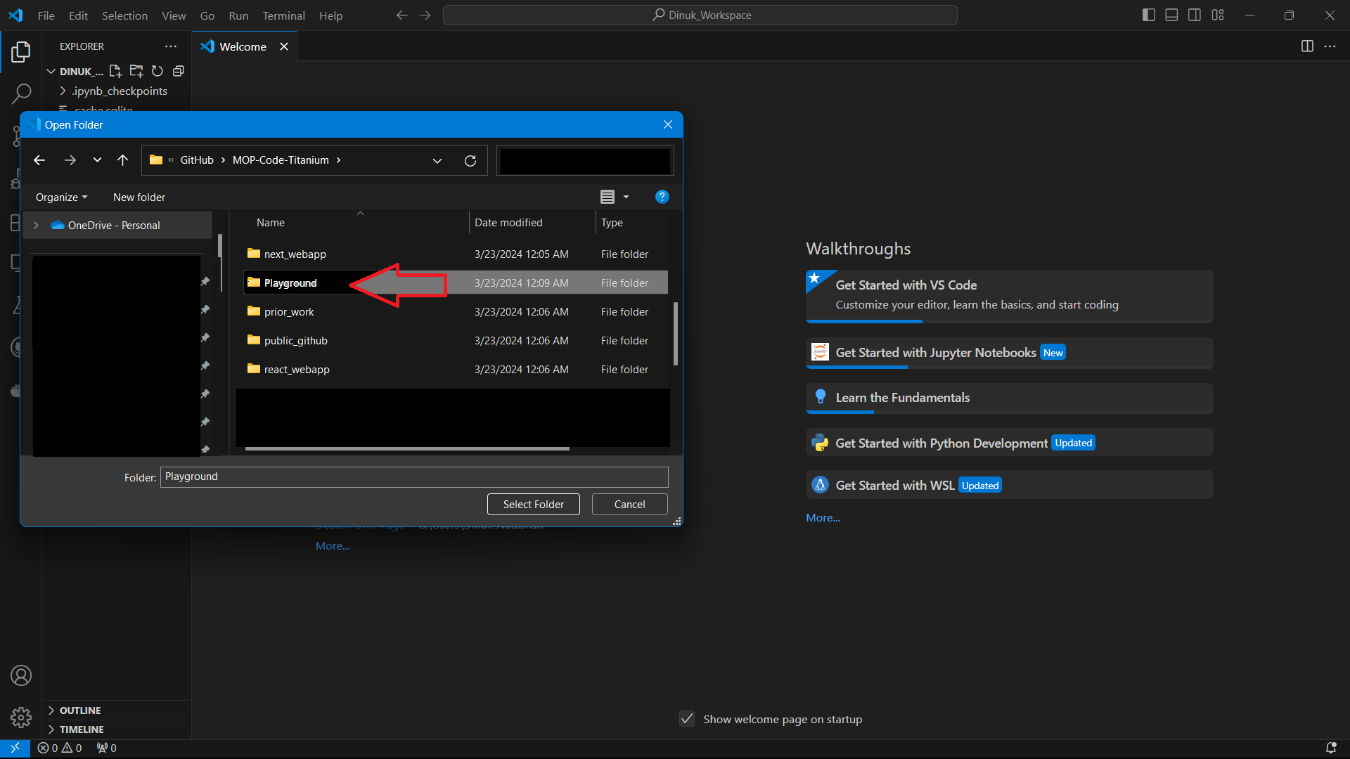 File Edit Selection View Go Run Terminal Help
Dinuk_Workspace
EXPLORER
Welcome
DINUK_...
.ipynb_checkpoints
.cache.sqlite
Open Folder
« GitHub > MOP-Code-Titanium >
Organize
New folder
OneDrive - Personal
Name Date modified Type
next_webapp 3/23/2024 12:05 AM File folder
Playground 3/23/2024 12:09 AM File folder
prior_work 3/23/2024 12:06 AM File folder
public_github 3/23/2024 12:06 AM File folder
react_webapp 3/23/2024 12:06 AM File folder
Folder: Playground
Select Folder
Cancel
More...
Walkthroughs
Get Started with VS Code
Customize your editor, learn the basics, and start coding
Get Started with Jupyter Notebooks New
Learn the Fundamentals
Get Started with Python Development Updated
Get Started with WSL Updated
More...
OUTLINE
TIMELINE
Show welcome page on startup
0 0 0